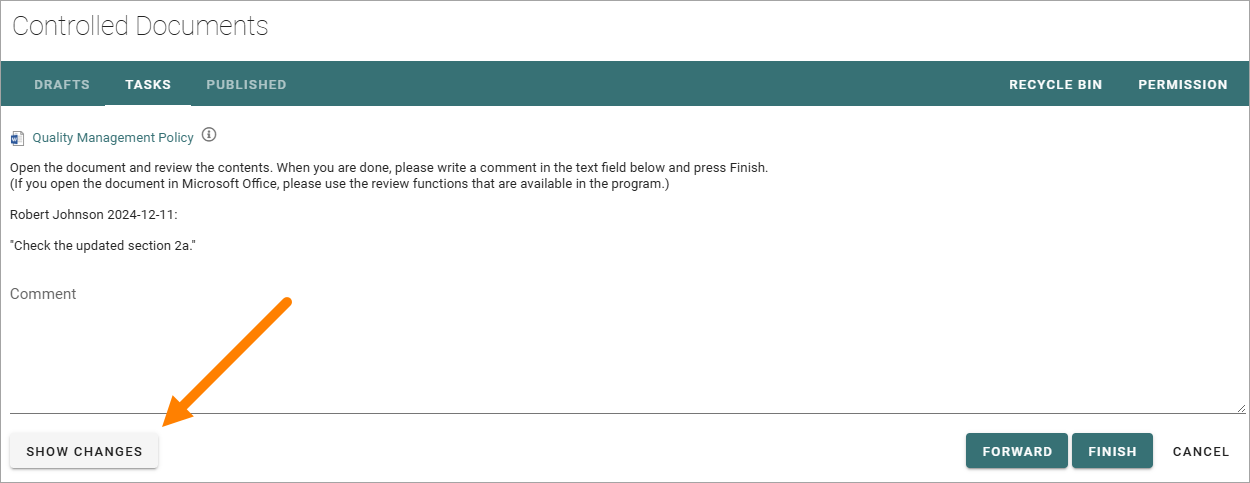 Controlled Documents
DRAFTS TASKS PUBLISHED RECYCLE BIN PERMISSION
Quality Management Policy
Open the document and review the contents. When you are done, please write a comment in the text field below and press Finish.
(If you open the document in Microsoft Office, please use the review functions that are available in the program.)
Robert Johnson 2024-12-11:
"Check the updated section 2a."
Comment
SHOW CHANGES FORWARD FINISH CANCEL